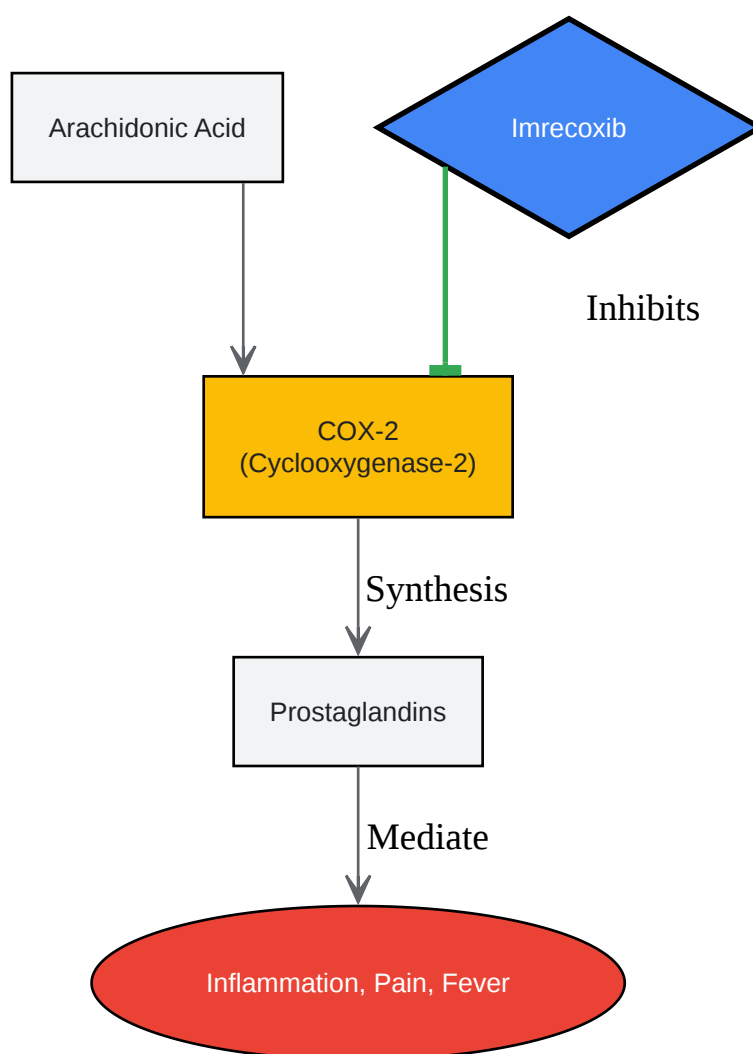 Arachidonic Acid
Imrecoxib
Inhibits
COX-2
(Cyclooxygenase-2)
Synthesis
Prostaglandins
Mediate
Inflammation, Pain, Fever